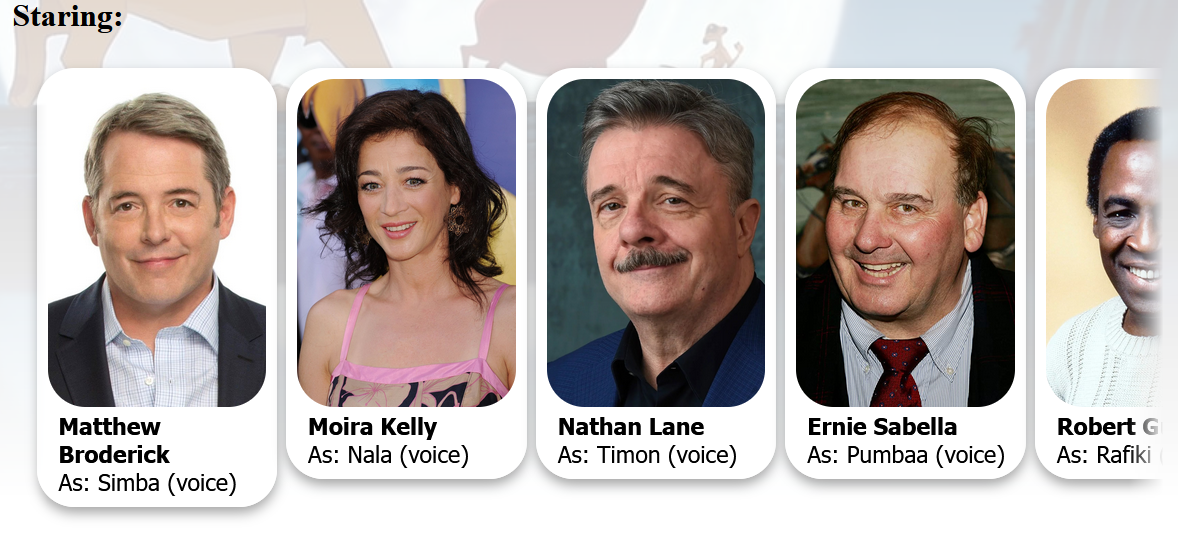 Staring:
Matthew
Broderick
As: Simba (voice)
Moira Kelly
As: Nala (voice)
Nathan Lane
As: Timon (voice)
Ernie Sabella
As: Pumbaa (voice)
Robert
As: Rafiki